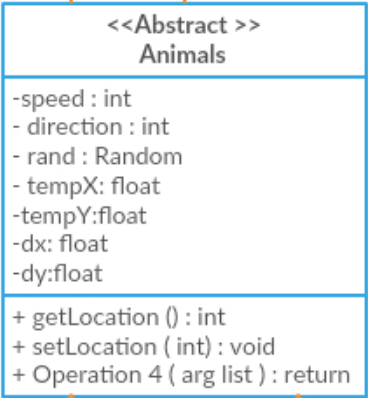 <<Abstract >>
Animals
-speed : int
- direction : int
- rand : Random
- tempX: float
-tempY:float
-dx: float
-dy:float
+ getLocation () : int
+ setLocation ( int) : void
+ Operation 4 ( arg list ) : return